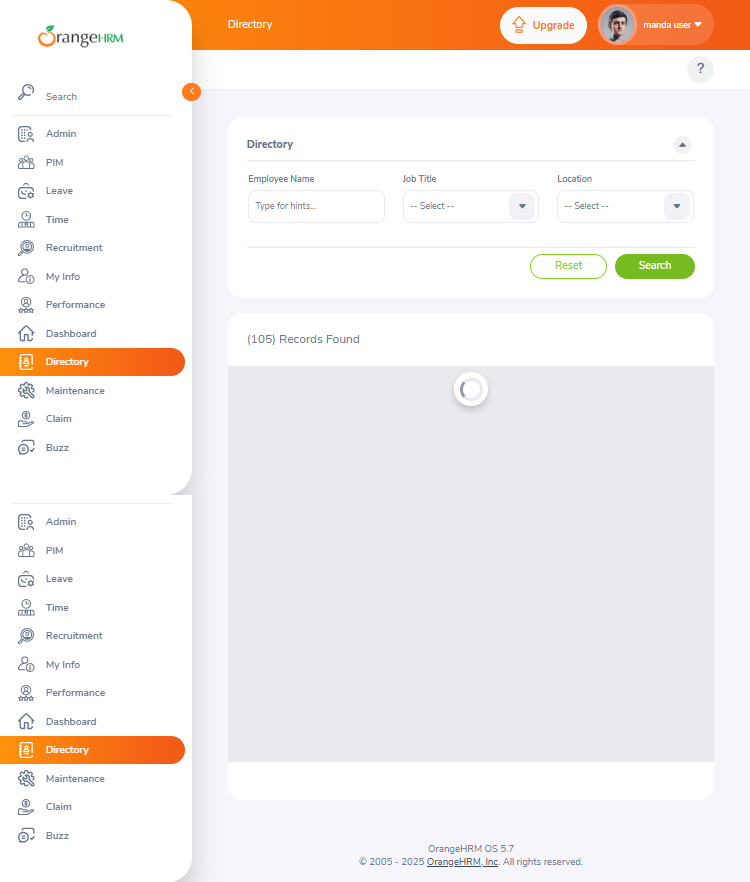 OrangeHRM
Directory
Upgrade
manda user
?
Search
Admin
PIM
Leave
Time
Recruitment
My Info
Performance
Dashboard
Directory
Maintenance
Claim
Buzz
Admin
PIM
Leave
Time
Recruitment
My Info
Performance
Dashboard
Directory
Maintenance
Claim
Buzz
Directory
Employee Name
Job Title
Location
Type for hints...
-- Select --
-- Select --
Reset
Search
(105) Records Found
OrangeHRM OS 5.7
© 2005 - 2025 OrangeHRM, Inc. All rights reserved.